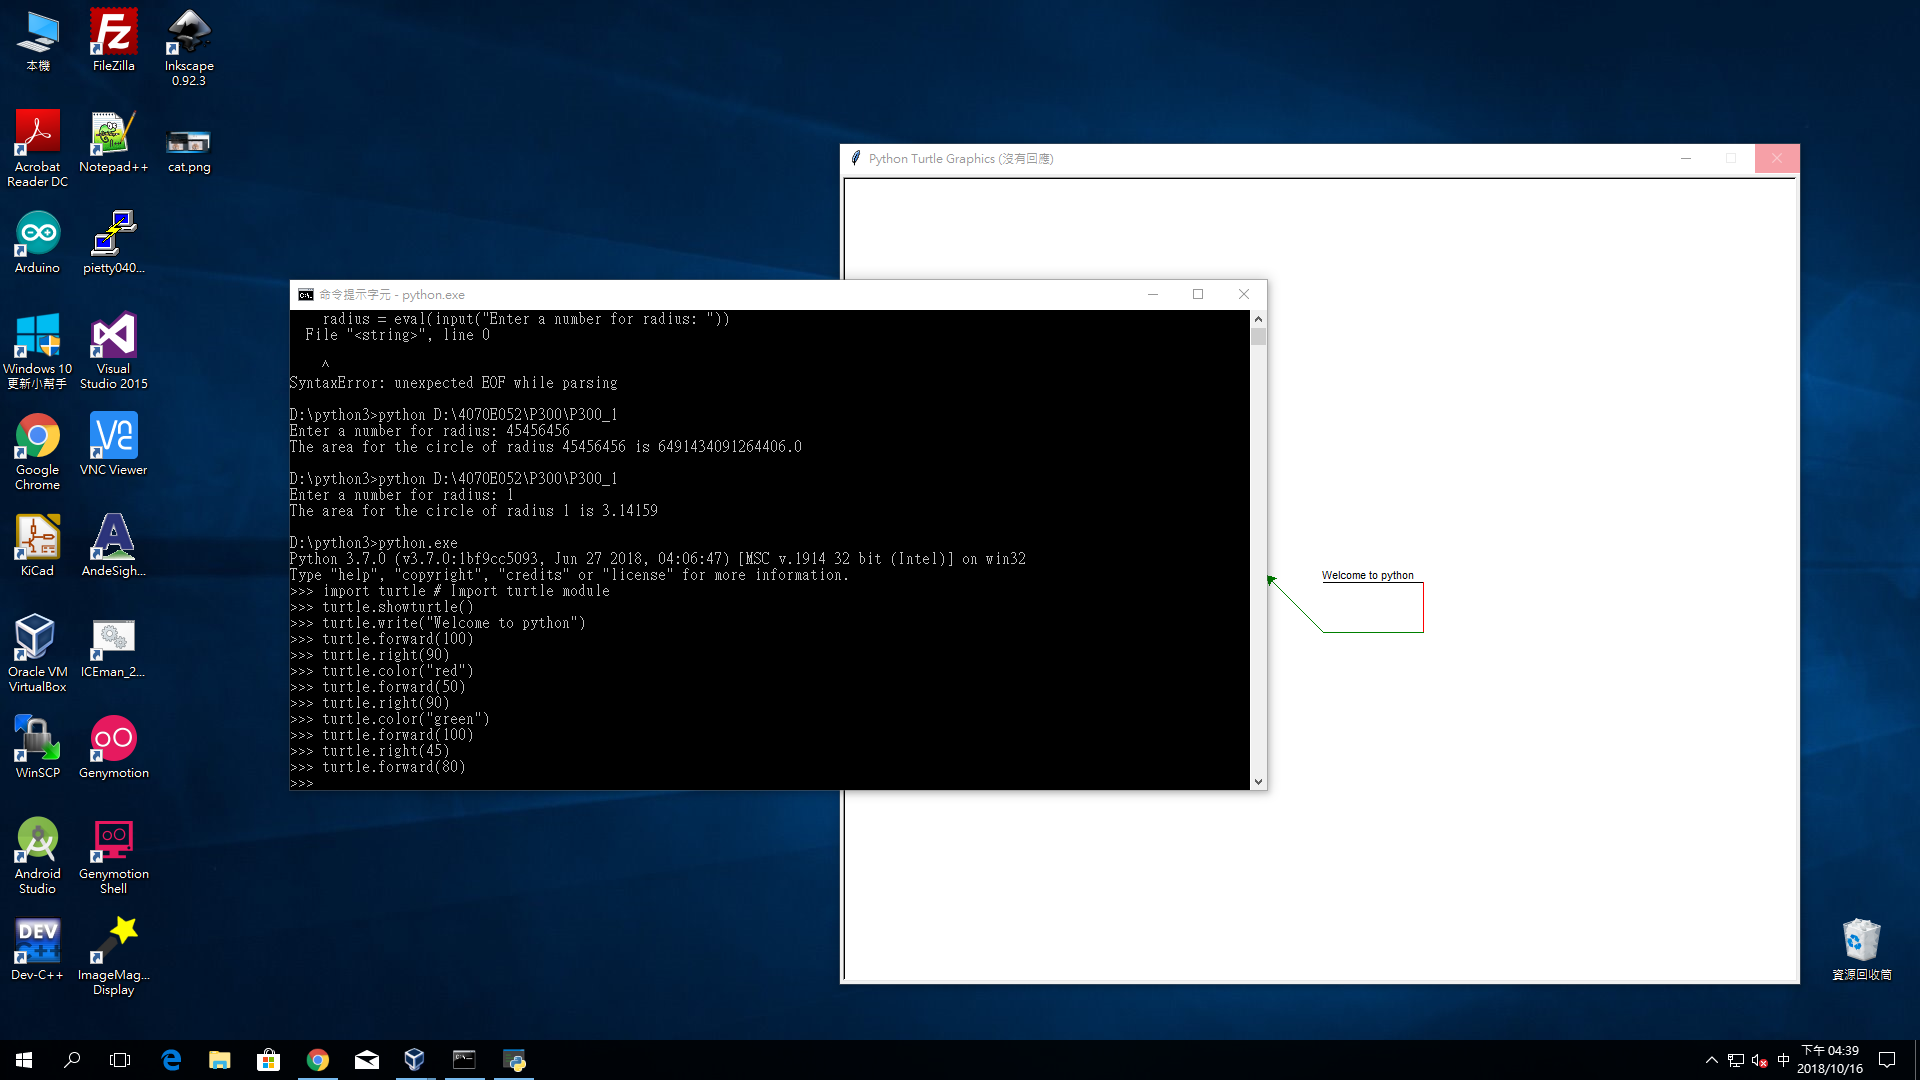 本機
FileZilla
Inkscape
0.92.3
Acrobat
Reader DC
Notepad++
cat.png
Arduino
pietty040...
Windows 10
更新小幫手
Visual
Studio 2015
Google
Chrome
VNC Viewer
KiCad
AndeSigh...
Oracle VM
VirtualBox
ICEman_2...
WinSCP
Genymotion
Android
Studio
Genymotion
Shell
DEV
C++
Dev-C++
ImageMag...
Display
Python Turtle Graphics (沒有回應)
命令提示字元 - python.exe
radius = eval(input("Enter a number for radius: "))
File "<string>", line 0
^
SyntaxError: unexpected EOF while parsing
D:\python3>python D:\4070E052\P300\P300_1
Enter a number for radius: 45456456
The area for the circle of radius 45456456 is 6491434091264406.0
D:\python3>python D:\4070E052\P300\P300_1
Enter a number for radius: 1
The area for the circle of radius 1 is 3.14159
D:\python3>python.exe
Python 3.7.0 (v3.7.0:1bf9cc5093, Jun 27 2018, 04:06:47) [MSC v.1914 32 bit (Intel)] on win32
Type "help", "copyright", "credits" or "license" for more information.
>>> import turtle # Import turtle module
>>> turtle.showturtle()
>>> turtle.write("Welcome to python")
>>> turtle.forward(100)
>>> turtle.right(90)
>>> turtle.color("red")
>>> turtle.forward(50)
>>> turtle.right(90)
>>> turtle.color("green")
>>> turtle.forward(100)
>>> turtle.right(45)
>>> turtle.forward(80)
>>>
Welcome to python
資源回收筒
中
下午 04:39
2018/10/16